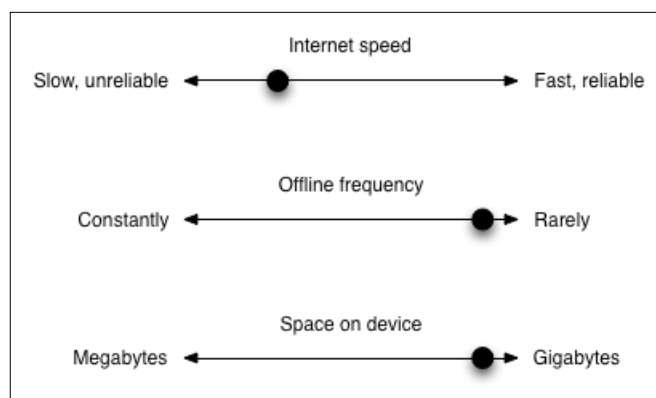 Internet speed
Slow, unreliable Fast, reliable
Offline frequency
Constantly Rarely
Space on device
Megabytes Gigabytes